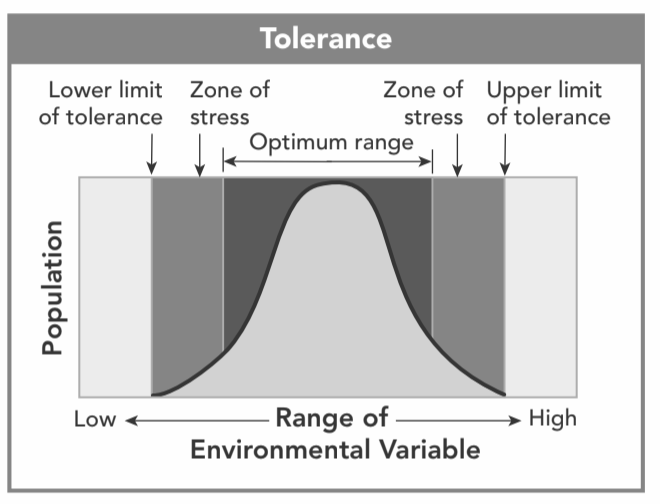 Tolerance
Lower limit
of tolerance
Zone of
stress
Optimum range
Zone of
stress
Upper limit
of tolerance
Population
Low
Range of
Environmental Variable
High